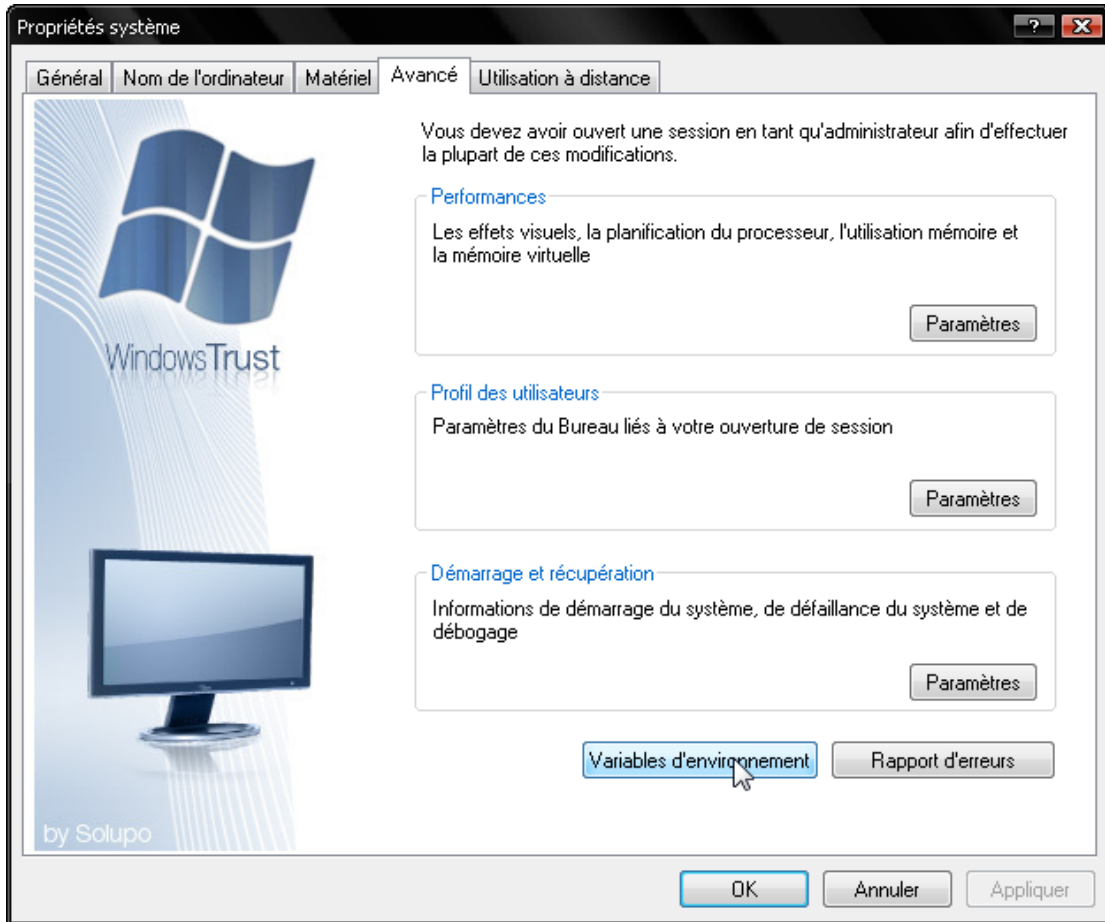 Propriétés système
Général
Nom de l'ordinateur
Matériel
Avancé
Utilisation à distance
Vous devez avoir ouvert une session en tant qu'administrateur afin d'effectuer
la plupart de ces modifications.
Performances
Les effets visuels, la planification du processeur, l'utilisation mémoire et
la mémoire virtuelle
Paramètres
WindowsTrust
Profil des utilisateurs
Paramètres du Bureau liés à votre ouverture de session
Paramètres
Démarrage et récupération
Informations de démarrage du système, de défaillance du système et de
débogage
Paramètres
Variables d'environnement
Rapport d'erreurs
by Solupo
OK
Annuler
Appliquer